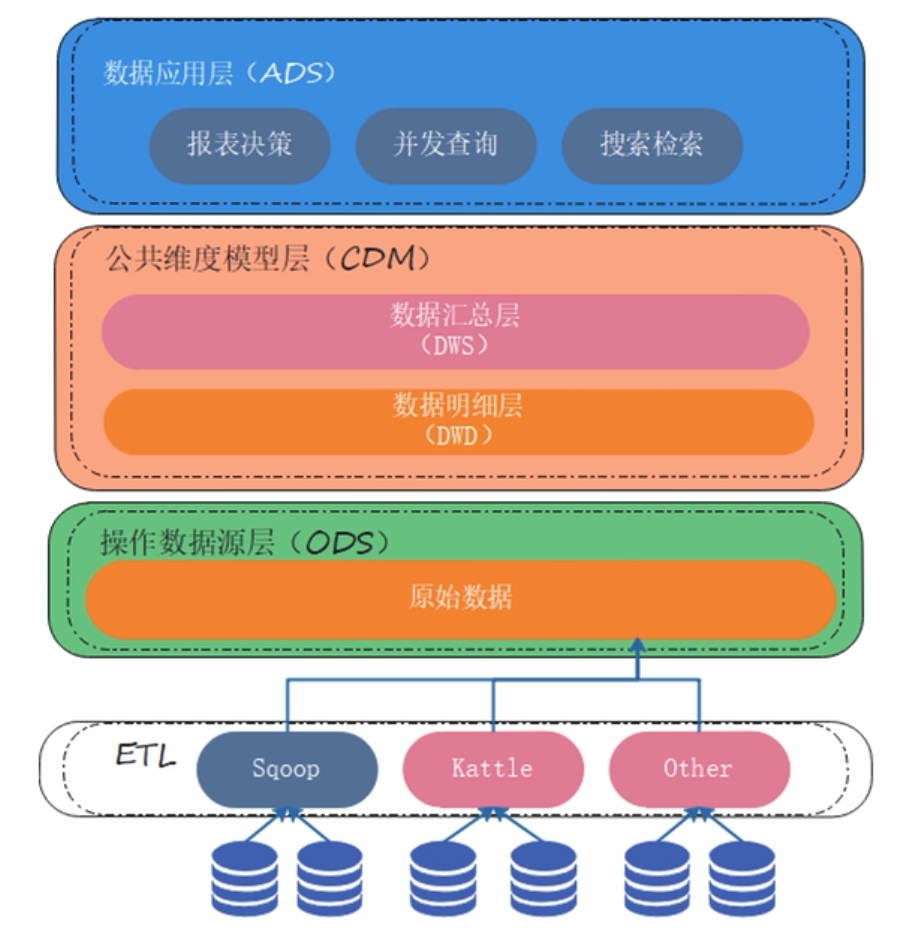 数据应用层（ADS）
报表决策
并发查询
搜索检索
公共维度模型层（CDM）
数据汇总层
（DWS）
数据明细层
（DWD）
操作数据源层（ODS）
原始数据
ETL
Sqoop
Kattle
Other